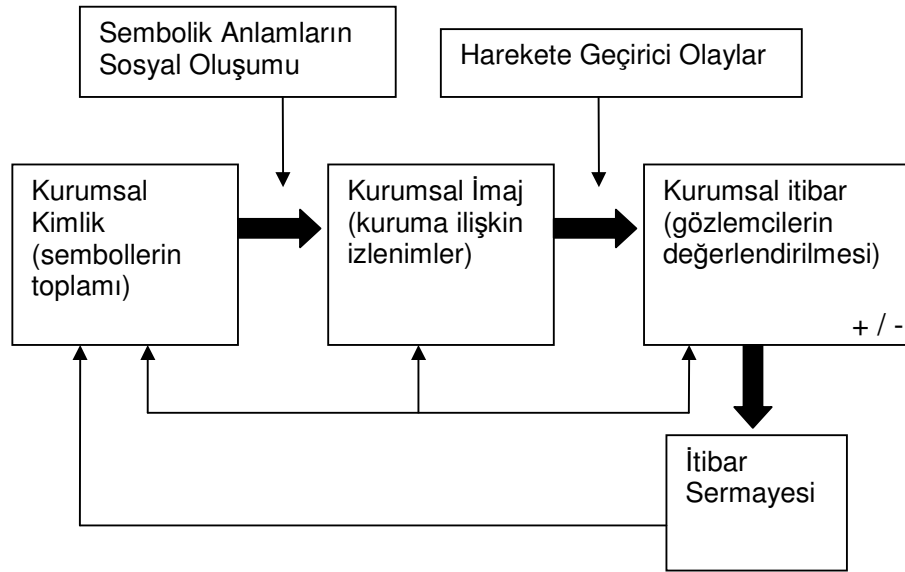 Sembolik Anlamların
Sosyal Oluşumu
Harekete Geçirici Olaylar
Kurumsal
Kimlik
(sembollerin
toplamı)
Kurumsal İmaj
(kuruma ilişkin
izlenimler)
Kurumsal itibar
(gözlemcilerin
değerlendirilmesi)
+ / -
İtibar
Sermayesi